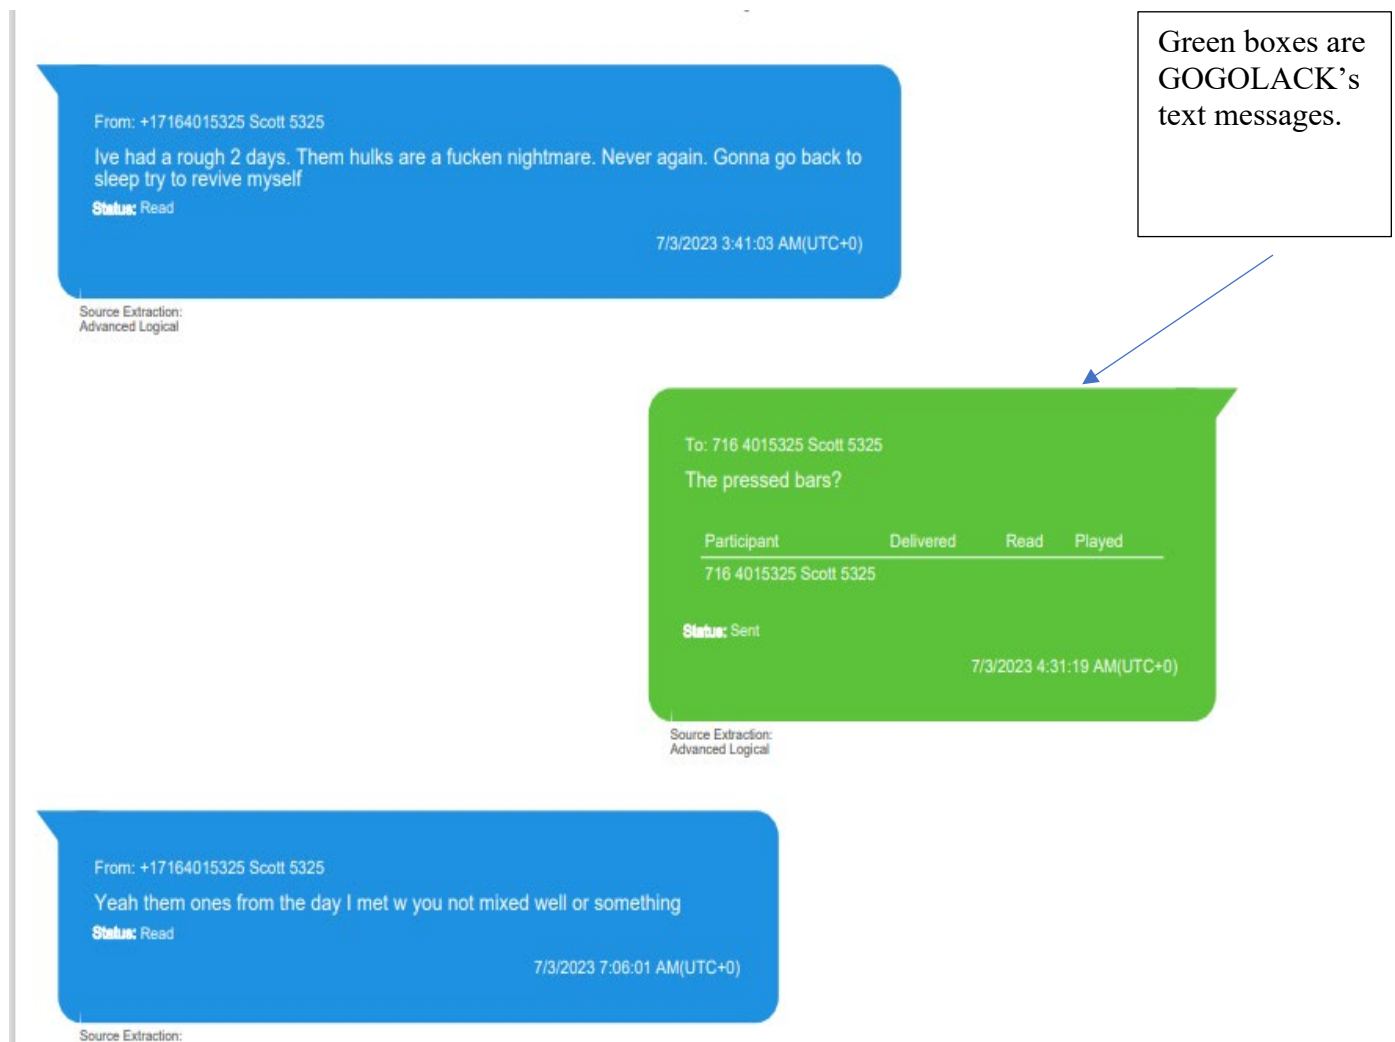 Green boxes are
GOGOLACK’s
text messages.
From: +17164015325 Scott 5325
Ive had a rough 2 days. Them hulks are a fucken nightmare. Never again. Gonna go back to
sleep try to revive myself
Status: Read
7/3/2023 3:41:03 AM(UTC+0)
Source Extraction:
Advanced Logical
To: 716 4015325 Scott 5325
The pressed bars?
Participant Delivered Read Played
716 4015325 Scott 5325
Status: Sent
7/3/2023 4:31:19 AM(UTC+0)
Source Extraction:
Advanced Logical
From: +17164015325 Scott 5325
Yeah them ones from the day I met w you not mixed well or something
Status: Read
7/3/2023 7:06:01 AM(UTC+0)
Source Extraction: